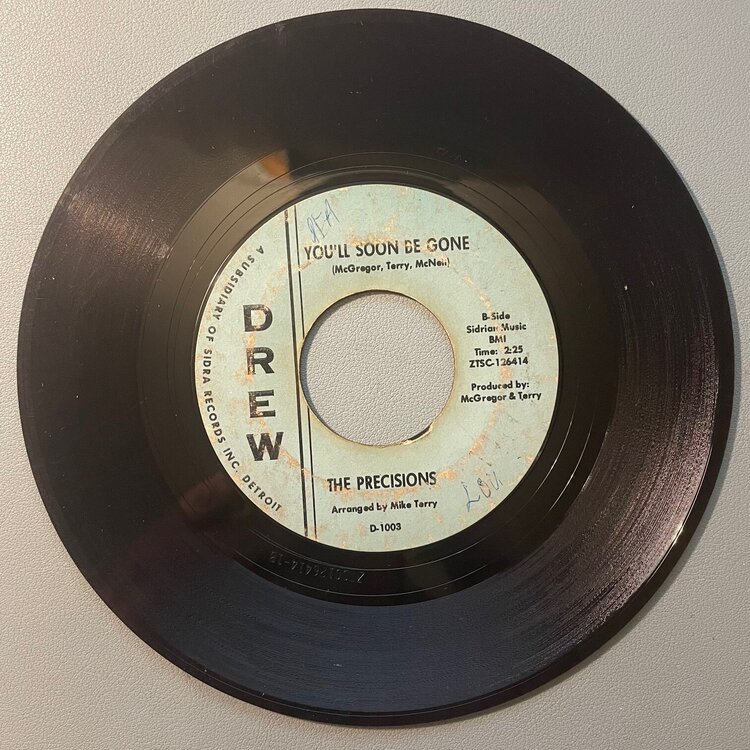 YOU'LL SOON BE GONE
(McGregor, Terry, McNeil)
DREW
A SUBSIDIARY OF SIDRA RECORDS INC. DETROIT
B-Side
Sidrian Music
BMI
Time: 2:25
ZTSC-126414
Produced by:
McGregor & Terry
THE PRECISIONS
Arranged by Mike Terry
D-1003